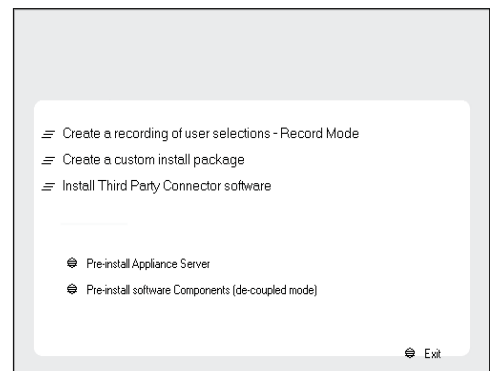 Create a recording of user selections - Record Mode
Create a custom install package
Install Third Party Connector software
Pre-install Appliance Server
Pre-install software Components (de-coupled mode)
Exit